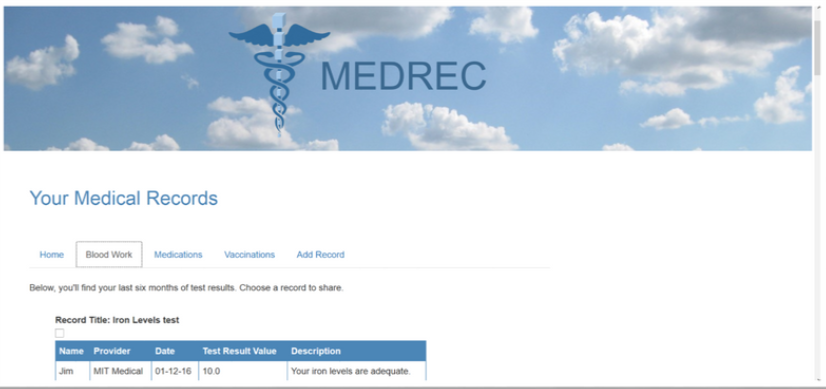 MEDREC
Your Medical Records
Home Blood Work Medications Vaccinations Add Record
Below, you'll find your last six months of test results. Choose a record to share.
Record Title: Iron Levels test
Name Provider Date Test Result Value Description
Jim MIT Medical 01-12-16 10.0 Your iron levels are adequate.